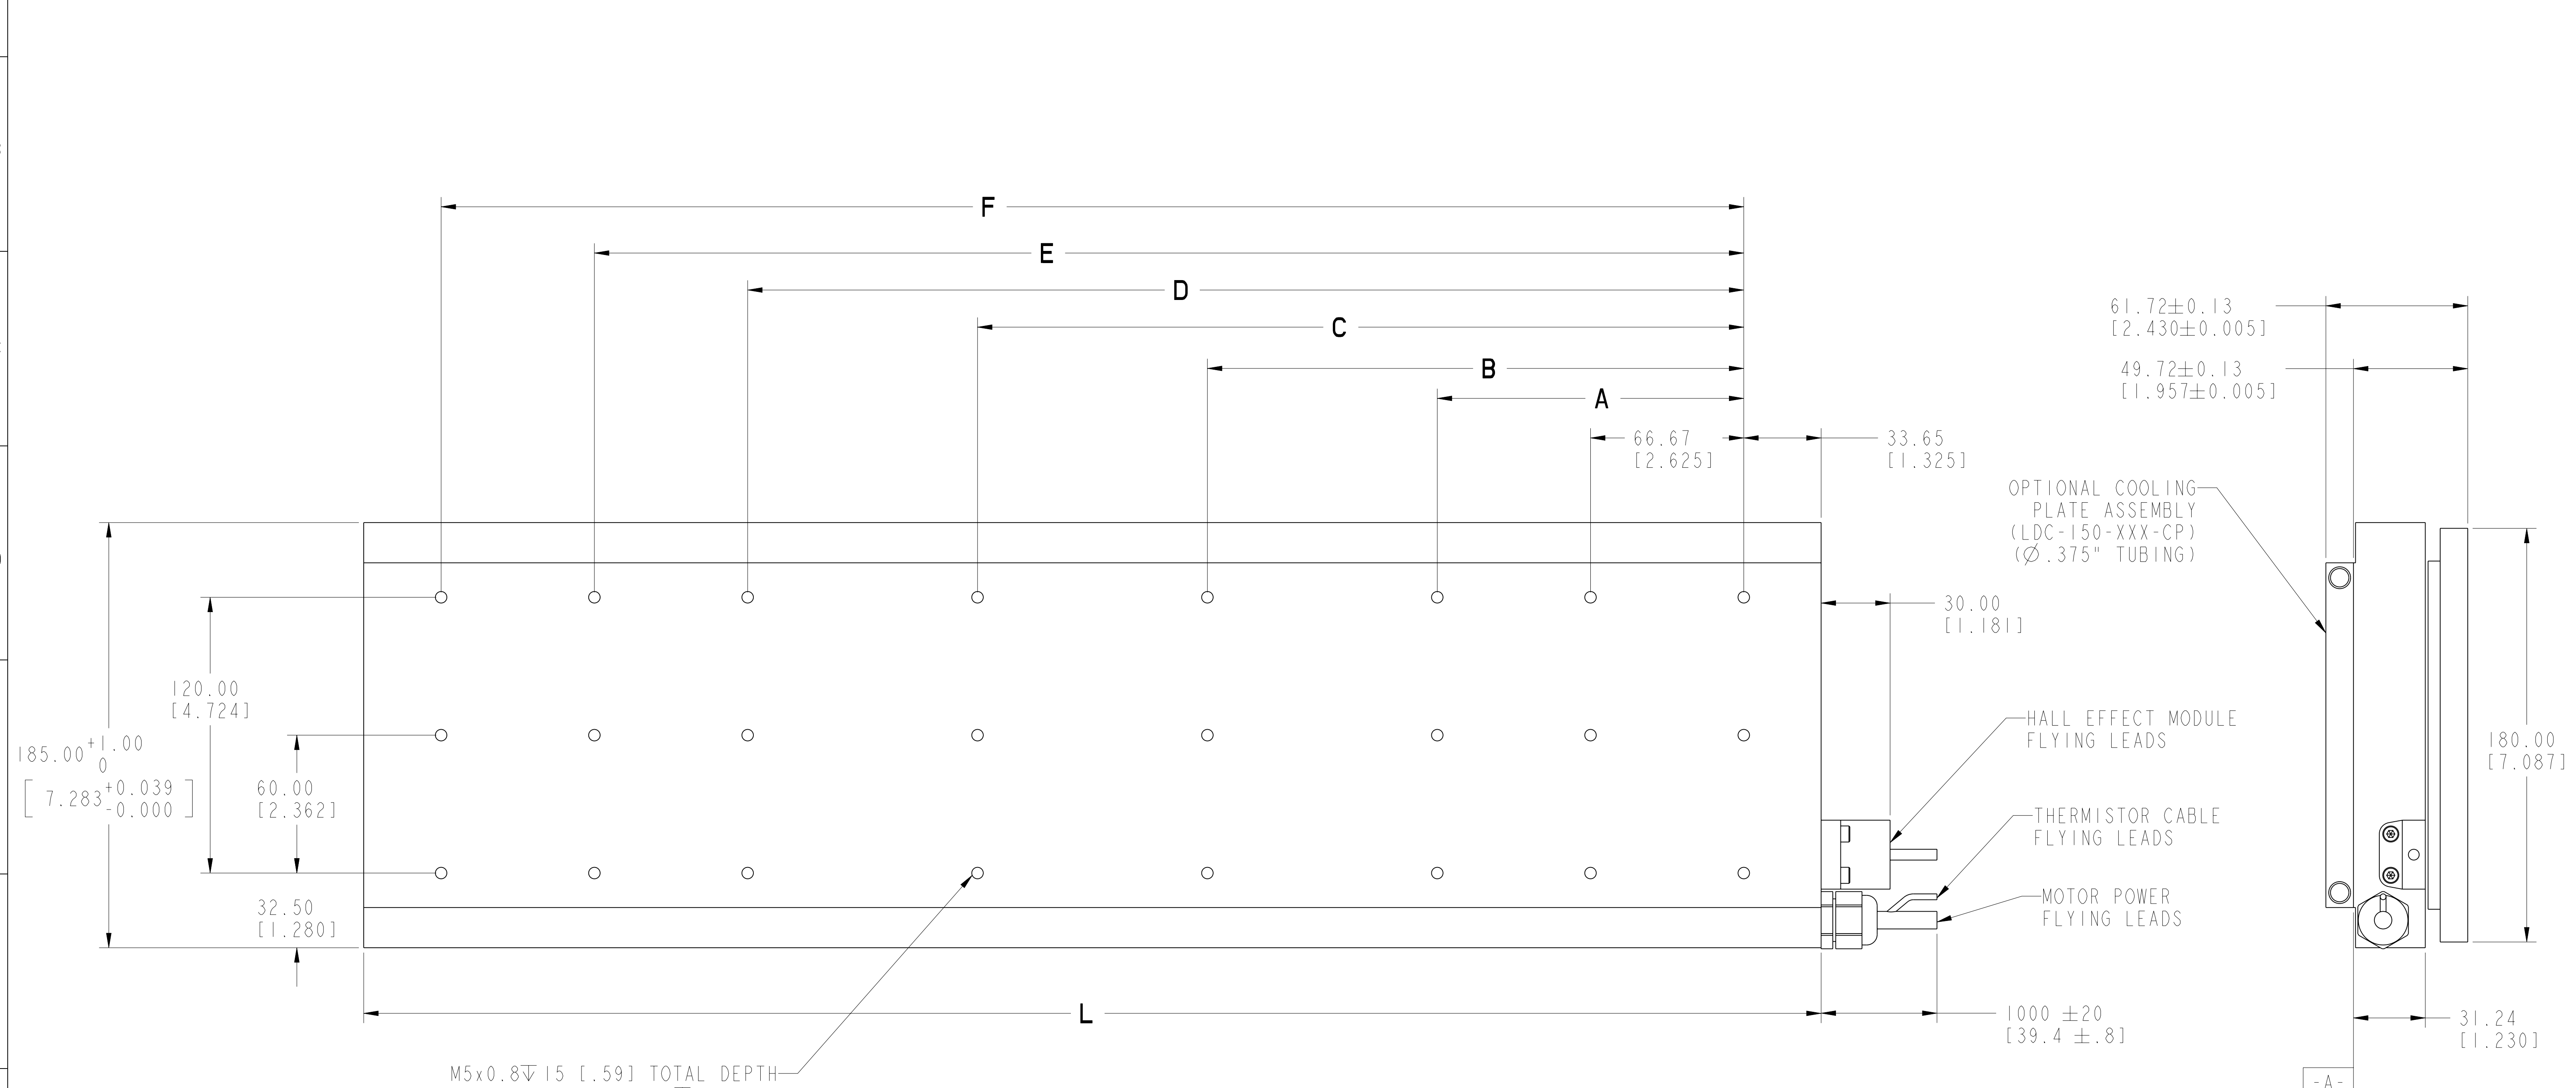 F
E
D
C
B
A
66.67
[2.625]
33.65
[1.325]
61.72±0.13
[2.430±0.005]
49.72±0.13
[1.957±0.005]
OPTIONAL COOLING
PLATE ASSEMBLY
(LDC-150-XXX-CP)
(Ø.375" TUBING)
30.00
[1.181]
120.00
[4.724]
185.00 +1.00
0
[7.283 +0.039
-0.000]
60.00
[2.362]
32.50
[1.280]
HALL EFFECT MODULE
FLYING LEADS
THERMISTOR CABLE
FLYING LEADS
MOTOR POWER
FLYING LEADS
180.00
[7.087]
L
1000 ±20
[39.4 ±.8]
31.24
[1.230]
M5x0.8↧15 [.59] TOTAL DEPTH
-A-